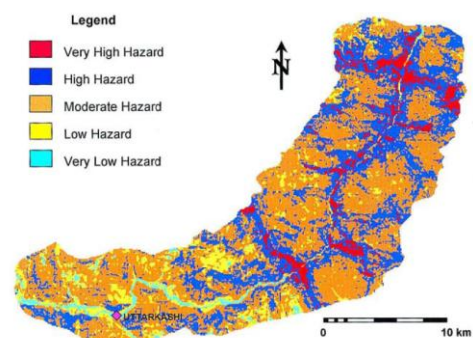 Legend
Very High Hazard
High Hazard
Moderate Hazard
Low Hazard
Very Low Hazard
N
UTTARKASHI
0 10 km